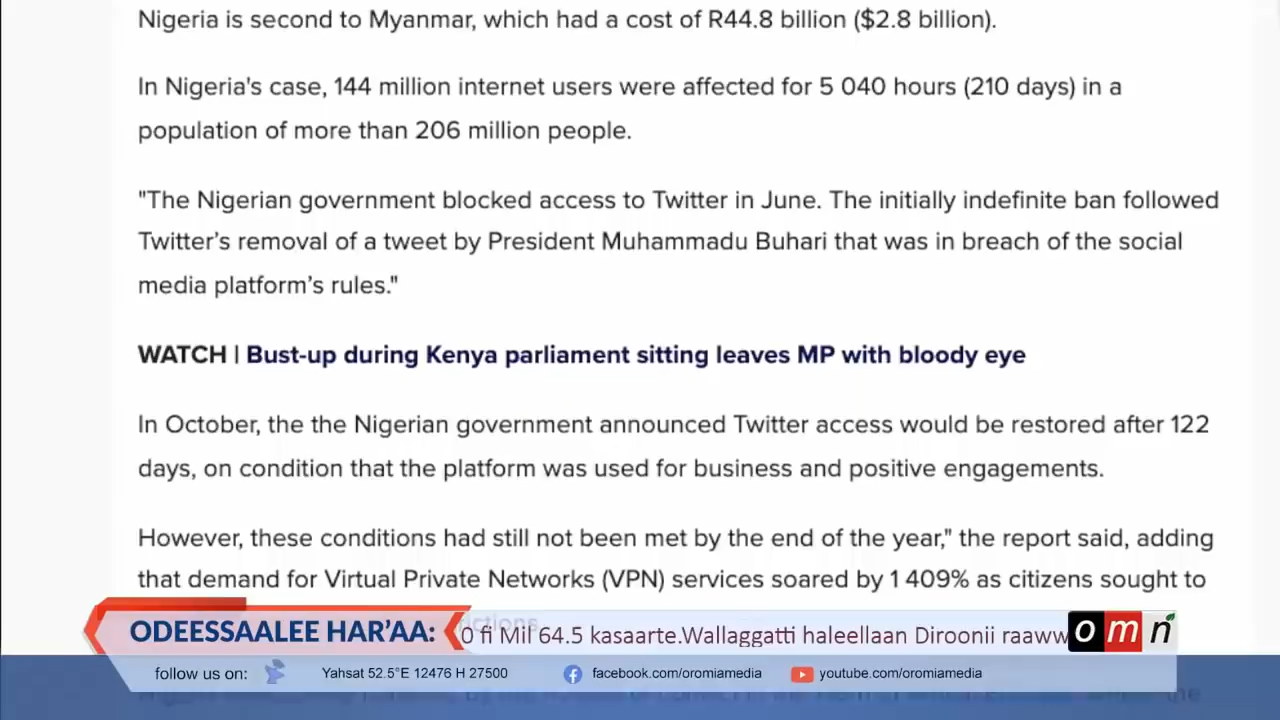 Nigeria is second to Myanmar, which had a cost of R44.8 billion ($2.8 billion).
In Nigeria's case, 144 million internet users were affected for 5 040 hours (210 days) in a
population of more than 206 million people.
"The Nigerian government blocked access to Twitter in June. The initially indefinite ban followed
Twitter’s removal of a tweet by President Muhammadu Buhari that was in breach of the social
media platform’s rules."
WATCH | Bust-up during Kenya parliament sitting leaves MP with bloody eye
In October, the the Nigerian government announced Twitter access would be restored after 122
days, on condition that the platform was used for business and positive engagements.
However, these conditions had still not been met by the end of the year," the report said, adding
that demand for Virtual Private Networks (VPN) services soared by 1 409% as citizens sought to
ODEESSAALEE HAR’AA: 0 fi Mil 64.5 kasaarte.Wallaggatti haleellaan Diroonii raaww
omn
follow us on: Yahsat 52.5°E 12476 H 27500 facebook.com/oromiamedia youtube.com/oromiamedia